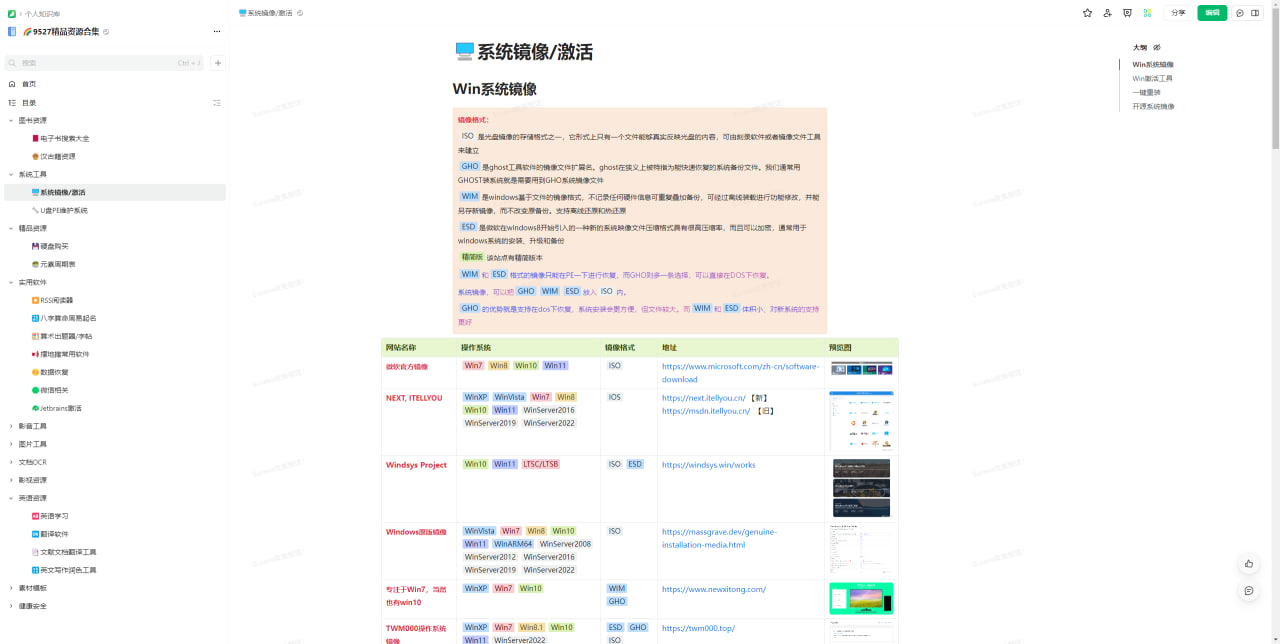 个人知识库
9527精品资源合集
搜索
Ctrl + J
首页
目录
图书资源
电子书搜索大全
汉古籍资源
系统工具
系统镜像/激活
U盘PE维护系统
精品资源
硬盘购买
元素周期表
实用软件
RSS阅读器
八字算命周易起名
算术出题器/字帖
摆地摊常用软件
数据恢复
微信相关
Jetbrains激活
影音工具
图片工具
文档OCR
影视资源
英语资源
英语学习
翻译软件
文献文档翻译工具
英文写作润色工具
素材模板
健康安全
系统镜像/激活
分享
编辑
系统镜像/激活
Win系统镜像
镜像格式：
ISO 是光盘镜像的存储格式之一，它形式上只有一个文件能够真实反映光盘的内容，可由刻录软件或者镜像文件工具
来建立
GHO 是ghost工具软件的镜像文件扩展名。ghost在狭义上被特指为能快速恢复的系统备份文件。我们通常用
GHOST装系统就是需要用到GHO系统镜像文件
WIM 是windows基于文件的镜像格式，不记录任何硬件信息可重复叠加备份，可经过离线装载进行功能修改，并能
另存新镜像，而不改变原备份。支持离线还原和热还原
ESD 是微软在windows8开始引入的一种新的系统映像文件压缩格式具有很高压缩率，而且可以加密，通常用于
windows系统的安装、升级和备份
精简版 该站点有精简版本
WIM 和 ESD 格式的镜像只能在PE一下进行恢复，而GHO则多一条选择，可以直接在DOS下恢复。
系统镜像，可以把 GHO WIM ESD 放入 ISO 内。
GHO 的优势就是支持在dos下恢复，系统安装会更方便，但文件较大。而 WIM 和 ESD 体积小，对新系统的支持
更好
网站名称 操作系统 镜像格式 地址 预览图
微软官方镜像 Win7 Win8 Win10 Win11 ISO https://www.microsoft.com/zh-cn/software-
download
NEXT, ITELLYOU WinXP WinVista Win7 Win8 IOS https://next.itellyou.cn/ 【新】
Win10 Win11 WinServer2016 https://msdn.itellyou.cn/ 【旧】
WinServer2019 WinServer2022
Windsys Project Win10 Win11 LTSC/LTSB ISO ESD https://windsys.win/works
Windows原版镜像 WinVista Win7 Win8 Win10 ISO https://massgrave.dev/genuine-
Win11 WinARM64 WinServer2008 installation-media.html
WinServer2012 WinServer2016
WinServer2019 WinServer2022
专注于Win7，当然 WinXP Win7 Win10 WIM https://www.newxitong.com/
也有win10 GHO
TWM000操作系统 WinXP Win7 Win8.1 Win10 ESD GHO https://twm000.top/
镜像 Win11 WinServer2022 ISO
大纲
Win系统镜像
Win激活工具
一键重装
开源系统镜像